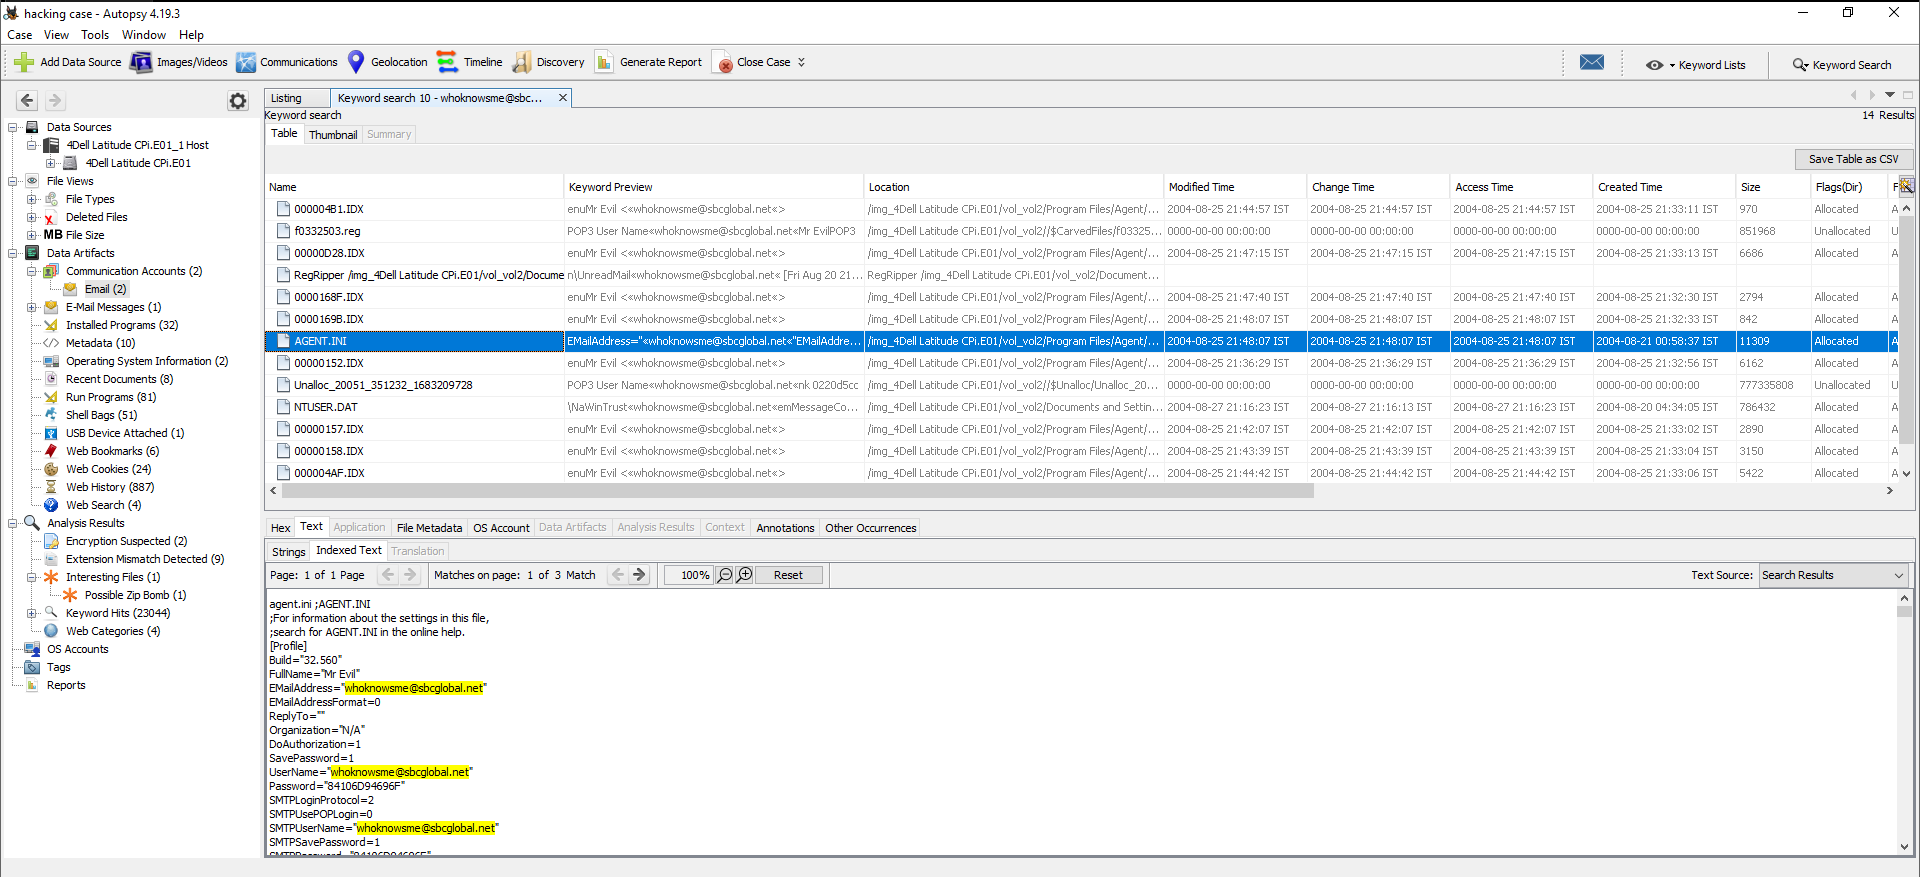 hacking case - Autopsy 4.19.3
Case View Tools Window Help
Add Data Source Images/Videos Communications Geolocation Timeline Discovery Generate Report Close Case Keyword Lists Keyword Search
Data Sources
4Dell Latitude CPi.E01_1 Host
4Dell Latitude CPi.E01
File Views
File Types
Deleted Files
MB File Size
Data Artifacts
Communication Accounts (2)
Email (2)
E-Mail Messages (1)
Installed Programs (32)
Metadata (10)
Operating System Information (2)
Recent Documents (8)
Run Programs (81)
Shell Bags (51)
USB Device Attached (1)
Web Bookmarks (6)
Web Cookies (24)
Web History (887)
Web Search (4)
Analysis Results
Encryption Suspected (2)
Extension Mismatch Detected (9)
Interesting Files (1)
Possible Zip Bomb (1)
Keyword Hits (23044)
Web Categories (4)
OS Accounts
Tags
Reports
Listing Keyword search 10 - whoknowsme@sbc...
Keyword search
14 Results
Table Thumbnail Summary
Save Table as CSV
Name Keyword Preview Location Modified Time Change Time Access Time Created Time Size Flags(Dir) F
000004B1.IDX enuMr Evil <«whoknowsme@sbcglobal.net«> /img_4Dell Latitude CPi.E01/vol_vol2/Program Files/Agent/... 2004-08-25 21:44:57 IST 2004-08-25 21:44:57 IST 2004-08-25 21:44:57 IST 2004-08-25 21:33:11 IST 970 Allocated A
f0332503.reg POP3 User Name«whoknowsme@sbcglobal.net«Mr EvilPOP3 /img_4Dell Latitude CPi.E01/vol_vol2//$CarvedFiles/f03325... 0000-00-00 00:00:00 0000-00-00 00:00:00 0000-00-00 00:00:00 0000-00-00 00:00:00 851968 Unallocated U
00000D28.IDX enuMr Evil <«whoknowsme@sbcglobal.net«> /img_4Dell Latitude CPi.E01/vol_vol2/Program Files/Agent/... 2004-08-25 21:47:15 IST 2004-08-25 21:47:15 IST 2004-08-25 21:47:15 IST 2004-08-25 21:33:13 IST 6686 Allocated A
RegRipper /img_4Dell Latitude CPi.E01/vol_vol2/Docume n\UnreadMail«whoknowsme@sbcglobal.net« [Fri Aug 20 21... RegRipper /img_4Dell Latitude CPi.E01/vol_vol2/Document...
0000168F.IDX enuMr Evil <«whoknowsme@sbcglobal.net«> /img_4Dell Latitude CPi.E01/vol_vol2/Program Files/Agent/... 2004-08-25 21:47:40 IST 2004-08-25 21:47:40 IST 2004-08-25 21:47:40 IST 2004-08-25 21:32:30 IST 2794 Allocated A
0000169B.IDX enuMr Evil <«whoknowsme@sbcglobal.net«> /img_4Dell Latitude CPi.E01/vol_vol2/Program Files/Agent/... 2004-08-25 21:48:07 IST 2004-08-25 21:48:07 IST 2004-08-25 21:48:07 IST 2004-08-25 21:32:33 IST 842 Allocated A
AGENT.INI EMailAddress="«whoknowsme@sbcglobal.net«"EMailAddre... /img_4Dell Latitude CPi.E01/vol_vol2/Program Files/Agent/... 2004-08-25 21:48:07 IST 2004-08-25 21:48:07 IST 2004-08-25 21:48:07 IST 2004-08-21 00:58:37 IST 11309 Allocated A
00000152.IDX enuMr Evil <«whoknowsme@sbcglobal.net«> /img_4Dell Latitude CPi.E01/vol_vol2/Program Files/Agent/... 2004-08-25 21:36:29 IST 2004-08-25 21:36:29 IST 2004-08-25 21:36:29 IST 2004-08-25 21:32:56 IST 6162 Allocated A
Unalloc_20051_351232_1683209728 POP3 User Name«whoknowsme@sbcglobal.net«nk 0220d5cc /img_4Dell Latitude CPi.E01/vol_vol2//$Unalloc/Unalloc_20... 0000-00-00 00:00:00 0000-00-00 00:00:00 0000-00-00 00:00:00 0000-00-00 00:00:00 777335808 Unallocated U
NTUSER.DAT \NaWinTrust«whoknowsme@sbcglobal.net«emMessageCo... /img_4Dell Latitude CPi.E01/vol_vol2/Documents and Settin... 2004-08-27 21:16:23 IST 2004-08-27 21:16:13 IST 2004-08-27 21:16:23 IST 2004-08-20 04:34:05 IST 786432 Allocated A
00000157.IDX enuMr Evil <«whoknowsme@sbcglobal.net«> /img_4Dell Latitude CPi.E01/vol_vol2/Program Files/Agent/... 2004-08-25 21:42:07 IST 2004-08-25 21:42:07 IST 2004-08-25 21:42:07 IST 2004-08-25 21:33:02 IST 2890 Allocated A
00000158.IDX enuMr Evil <«whoknowsme@sbcglobal.net«> /img_4Dell Latitude CPi.E01/vol_vol2/Program Files/Agent/... 2004-08-25 21:43:39 IST 2004-08-25 21:43:39 IST 2004-08-25 21:43:39 IST 2004-08-25 21:33:04 IST 3150 Allocated A
000004AF.IDX enuMr Evil <«whoknowsme@sbcglobal.net«> /img_4Dell Latitude CPi.E01/vol_vol2/Program Files/Agent/... 2004-08-25 21:44:42 IST 2004-08-25 21:44:42 IST 2004-08-25 21:44:42 IST 2004-08-25 21:33:06 IST 5422 Allocated A
Hex Text Application File Metadata OS Account Data Artifacts Analysis Results Context Annotations Other Occurrences
Strings Indexed Text Translation
Page: 1 of 1 Page Matches on page: 1 of 3 Match 100% Reset Text Source: Search Results
agent.ini ;AGENT.INI
;For information about the settings in this file,
;search for AGENT.INI in the online help.
[Profile]
Build="32.560"
FullName="Mr Evil"
EMailAddress="whoknowsme@sbcglobal.net"
EMailAddressFormat=0
ReplyTo=""
Organization="N/A"
DoAuthorization=1
SavePassword=1
UserName="whoknowsme@sbcglobal.net"
Password="84106D94696F"
SMTPLoginProtocol=2
SMTPUsePOPLogin=0
SMTPUserName="whoknowsme@sbcglobal.net"
SMTPSavePassword=1
SMTPPassword="84106D94696F"